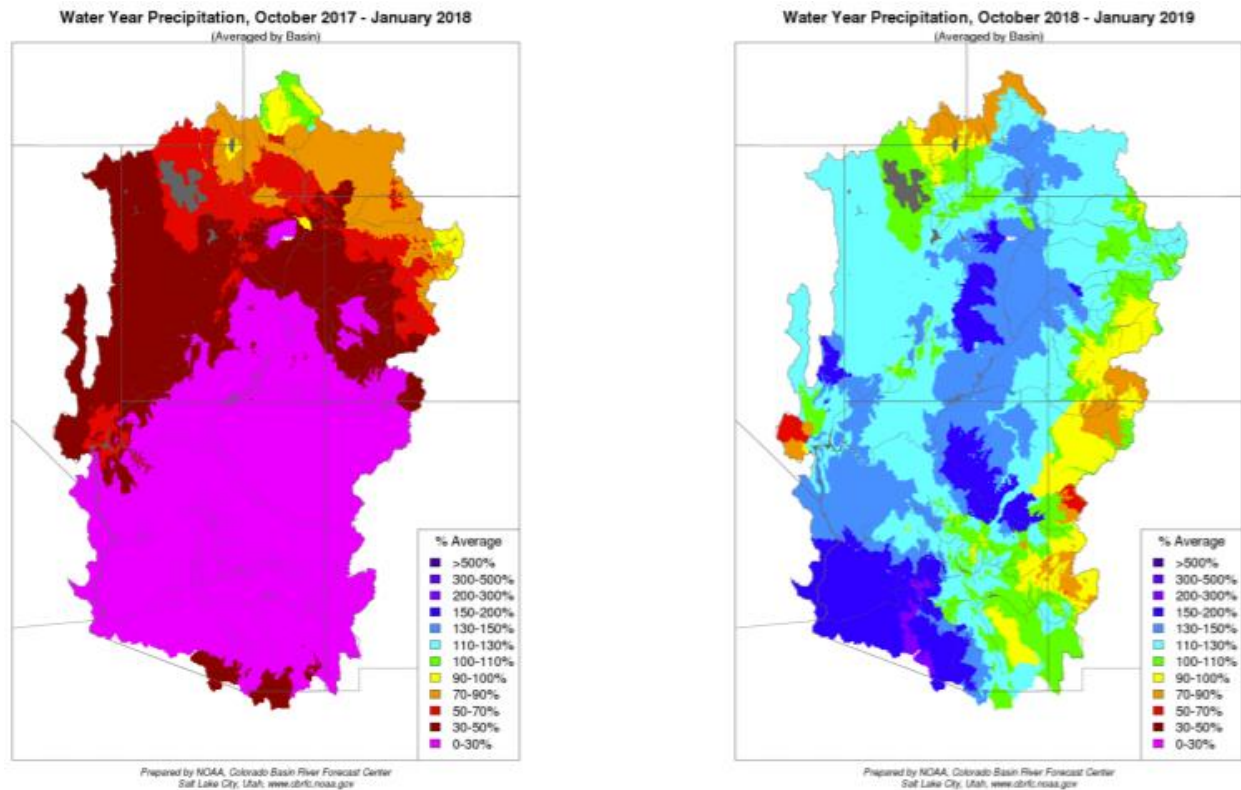 Water Year Precipitation, October 2017 - January 2018
(Averaged by Basin)
% Average
>500%
300-500%
200-300%
150-200%
130-150%
110-130%
100-110%
90-100%
70-90%
50-70%
30-50%
0-30%
Prepared by NOAA, Colorado Basin River Forecast Center
Salt Lake City, Utah, www.cbrfc.noaa.gov
Water Year Precipitation, October 2018 - January 2019
(Averaged by Basin)
% Average
>500%
300-500%
200-300%
150-200%
130-150%
110-130%
100-110%
90-100%
70-90%
50-70%
30-50%
0-30%
Prepared by NOAA, Colorado Basin River Forecast Center
Salt Lake City, Utah, www.cbrfc.noaa.gov